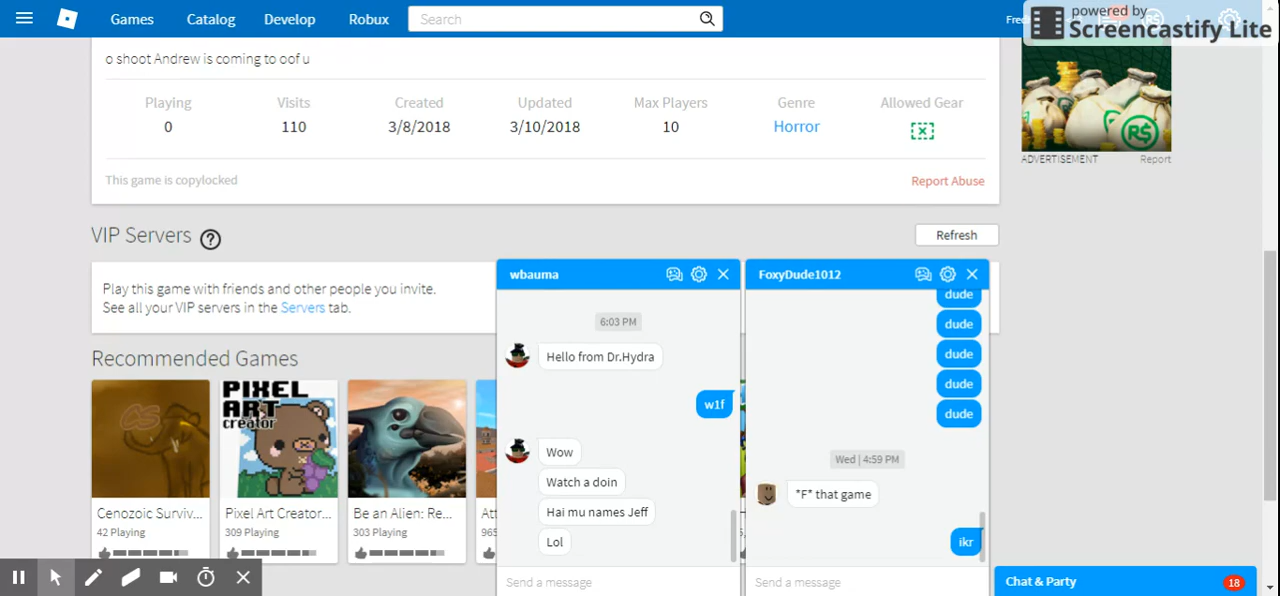 Games Catalog Develop Robux Search
powered by
Screencastify Lite
o shoot Andrew is coming to oof u
Playing Visits Created Updated Max Players Genre Allowed Gear
0 110 3/8/2018 3/10/2018 10 Horror
R$
ADVERTISEMENT Report
This game is copylocked Report Abuse
VIP Servers ? Refresh
Play this game with friends and other people you invite.
See all your VIP servers in the Servers tab.
Recommended Games
PIXEL
ART
creator
Cenozoic Surviv... Pixel Art Creator... Be an Alien: Re...
42 Playing 309 Playing 303 Playing
wbauma
6:03 PM
Hello from Dr.Hydra
w1f
Wow
Watch a doin
Hai mu names Jeff
Lol
Send a message
FoxyDude1012
dude
dude
dude
dude
dude
Wed | 4:59 PM
*F* that game
ikr
Send a message
Chat & Party 18